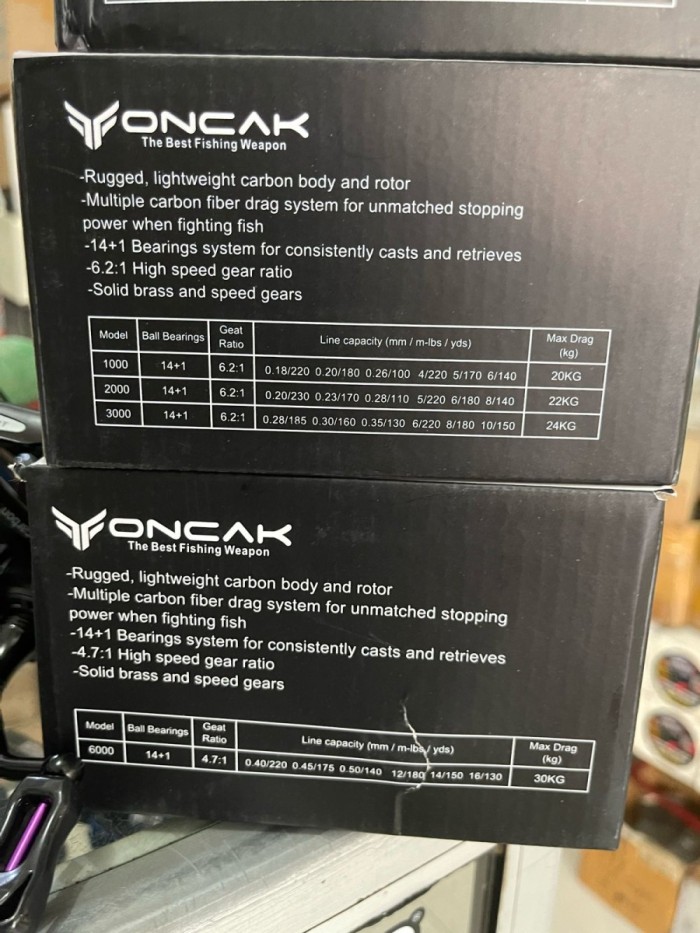 ONCAK
The Best Fishing Weapon
-Rugged, lightweight carbon body and rotor
-Multiple carbon fiber drag system for unmatched stopping
power when fighting fish
-14+1 Bearings system for consistently casts and retrieves
-6.2:1 High speed gear ratio
-Solid brass and speed gears
Model Ball Bearings Geat Ratio Line capacity (mm / m-lbs / yds) Max Drag (kg)
1000 14+1 6.2:1 0.18/220 0.20/180 0.26/100 4/220 5/170 6/140 20KG
2000 14+1 6.2:1 0.20/230 0.23/170 0.28/110 5/220 6/180 8/140 22KG
3000 14+1 6.2:1 0.28/185 0.30/160 0.35/130 6/220 8/180 10/150 24KG
ONCAK
The Best Fishing Weapon
-Rugged, lightweight carbon body and rotor
-Multiple carbon fiber drag system for unmatched stopping
power when fighting fish
-14+1 Bearings system for consistently casts and retrieves
-4.7:1 High speed gear ratio
-Solid brass and speed gears
Model Ball Bearings Geat Ratio Line capacity (mm / m-lbs / yds) Max Drag (kg)
6000 14+1 4.7:1 0.40/220 0.45/175 0.50/140 12/180 14/150 16/130 30KG